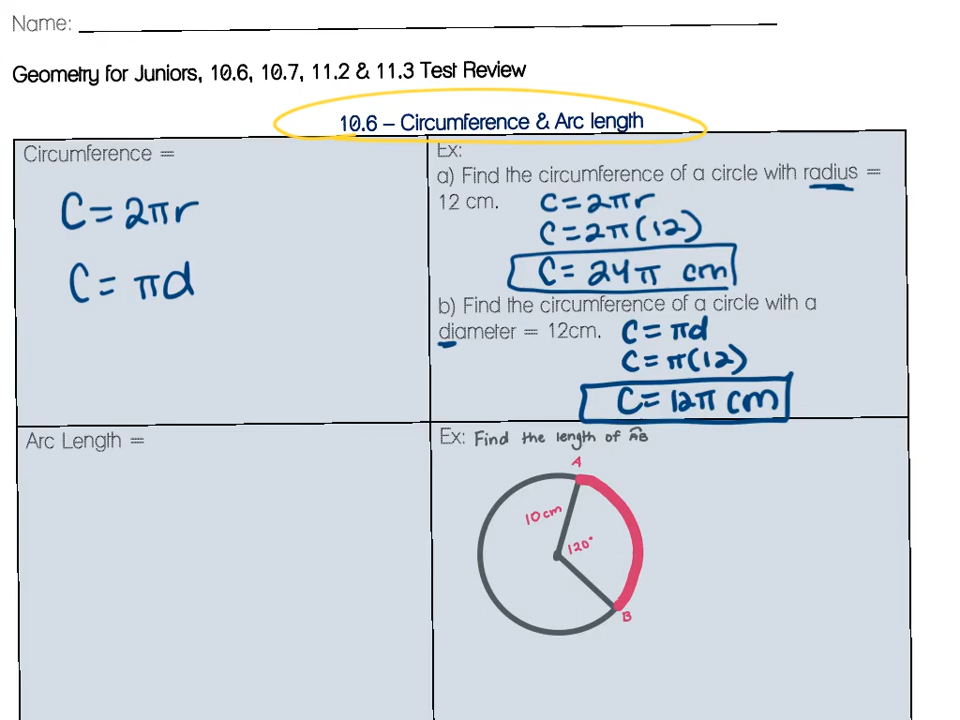 Name:
Geometry for Juniors, 10.6, 10.7, 11.2 & 11.3 Test Review
10.6 – Circumference & Arc length
Circumference =
C = 2πr
C = πd
Ex:
a) Find the circumference of a circle with radius =
12 cm.
C = 2πr
C = 2π(12)
C = 24π cm
b) Find the circumference of a circle with a
diameter = 12cm.
C = πd
C = π(12)
C = 12π cm
Arc Length =
Ex: Find the length of A͡B
A
10cm
120°
B